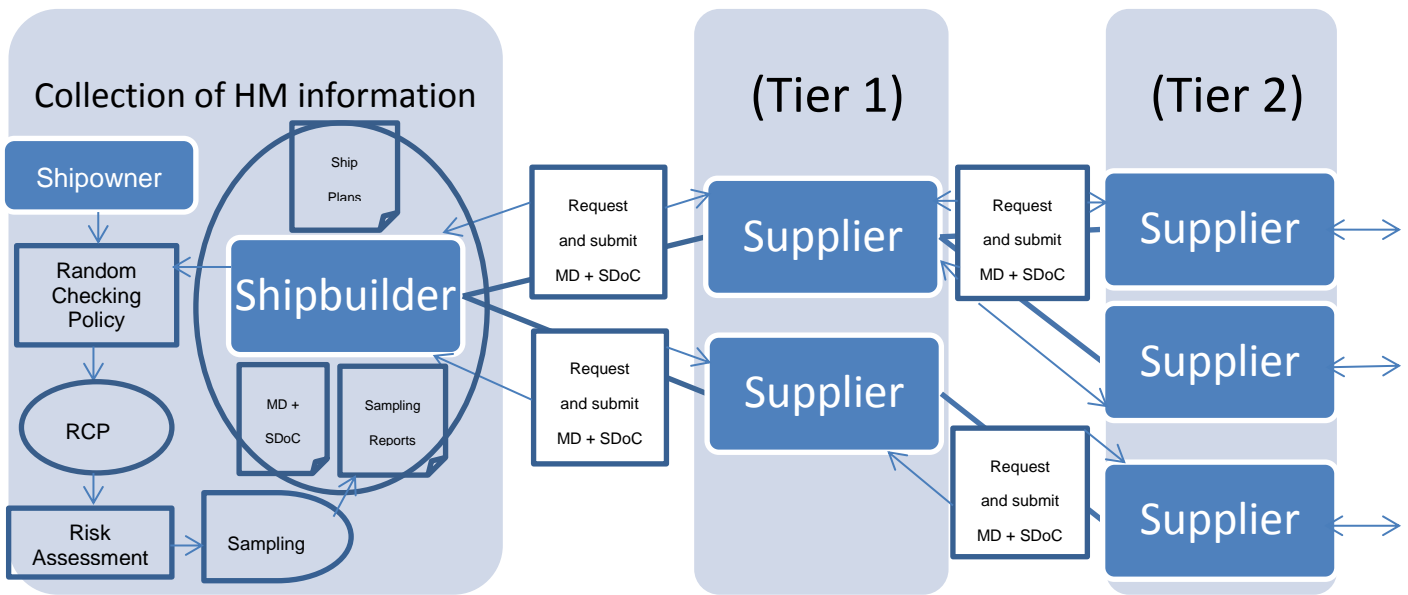 Collection of HM information
(Tier 1)
(Tier 2)
Shipowner
Ship
Plans
Random
Checking
Policy
Shipbuilder
RCP
MD +
SDoC
Sampling
Reports
Risk
Assessment
Sampling
Request
and submit
MD + SDoC
Request
and submit
MD + SDoC
Supplier
Supplier
Request
and submit
MD + SDoC
Request
and submit
MD + SDoC
Supplier
Supplier
Supplier